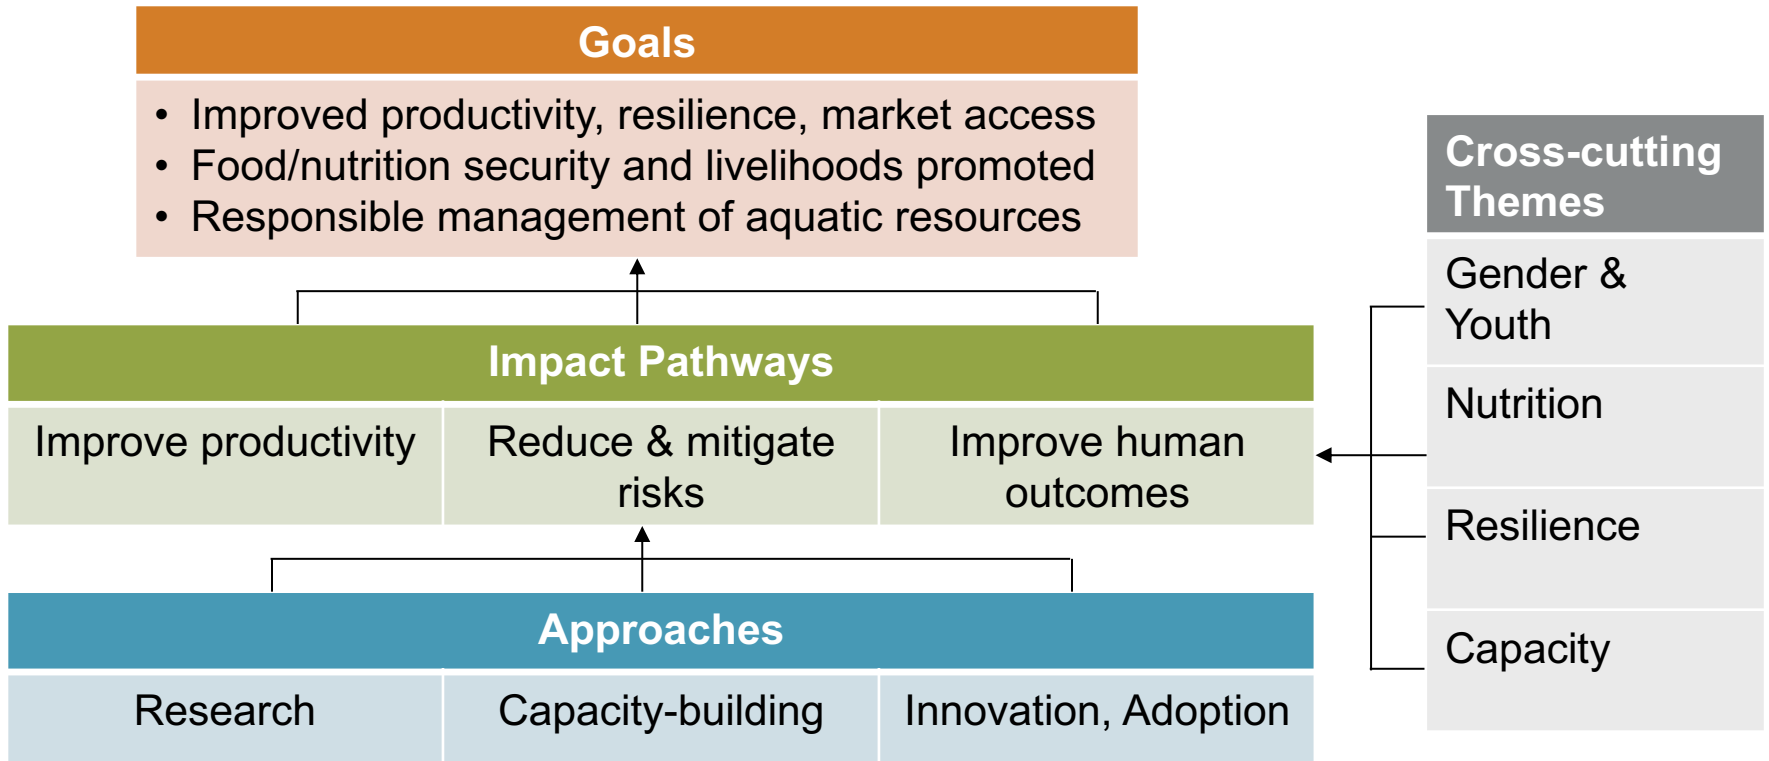 Goals
• Improved productivity, resilience, market access
• Food/nutrition security and livelihoods promoted
• Responsible management of aquatic resources
Impact Pathways
Improve productivity
Reduce & mitigate
risks
Improve human
outcomes
Approaches
Research
Capacity-building
Innovation, Adoption
Cross-cutting
Themes
Gender &
Youth
Nutrition
Resilience
Capacity